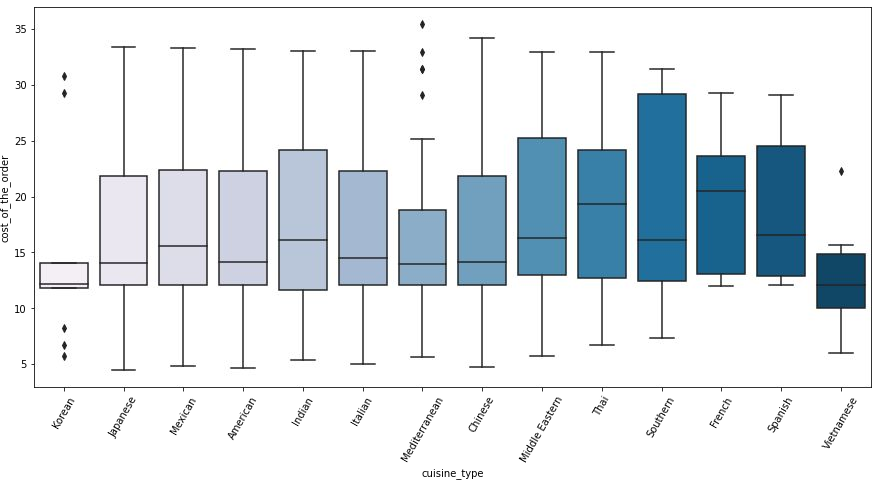 35
30
25
20
15
10
5
cost_of_the_order
Korean
Japanese
Mexican
American
Indian
Italian
Mediterranean
Chinese
Middle Eastern
Thai
Southern
French
Spanish
Vietnamese
cuisine_type